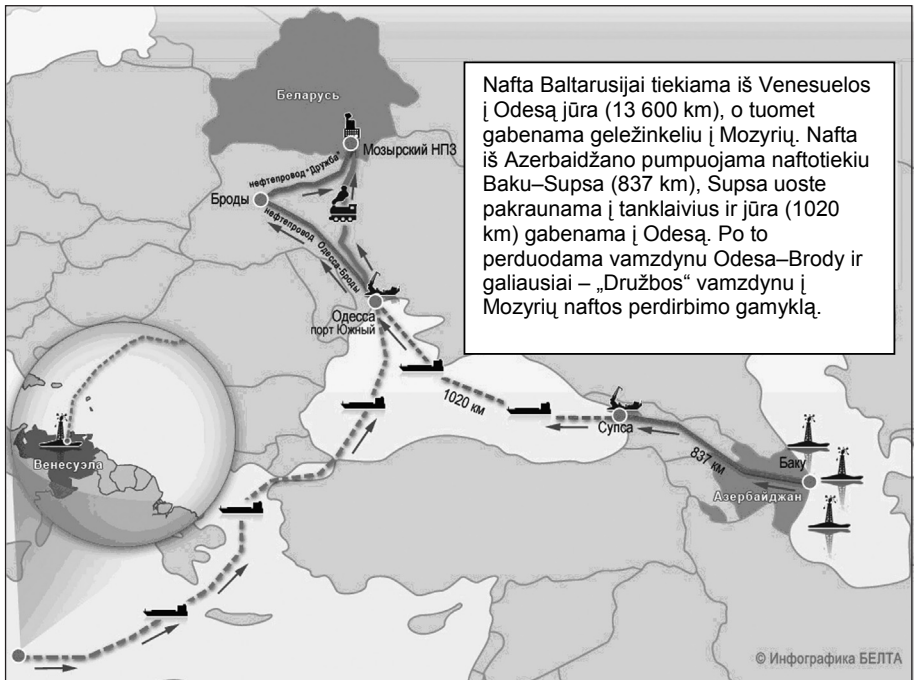 Nafta Baltarusijai tiekiama iš Venesuelos
į Odesą jūra (13 600 km), o tuomet
gabenama geležinkeliu į Mozyrių. Nafta
iš Azerbaidžano pumpuojama naftotiekiu
Baku–Supsa (837 km), Supsa uoste
pakraunama į tanklaivius ir jūra (1020
km) gabenama į Odesą. Po to
perduodama vamzdynu Odesa–Brody ir
galiausiai – „Družbos“ vamzdynu į
Mozyrių naftos perdirbimo gamyklą.
Беларусь
Мозырский НПЗ
нефтепровод "Дружба"
Броды
нефтепровод Одесса-Броды
Одесса
порт Южный
1020 км
Супса
837 км
Баку
Азербайджан
Венесуэла
© Инфографика БЕЛТА